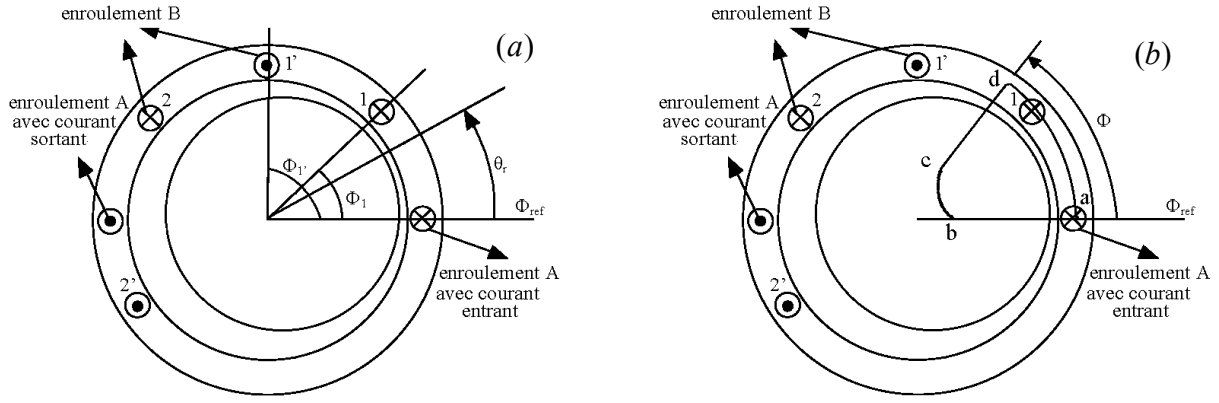 enroulement B
(a)
1'
2
1
enroulement A
avec courant
sortant
θr
Φ1'
Φ1
Φref
2'
enroulement A
avec courant
entrant
enroulement B
(b)
1'
d
2
1
Φ
enroulement A
avec courant
sortant
c
a
Φref
b
2'
enroulement A
avec courant
entrant